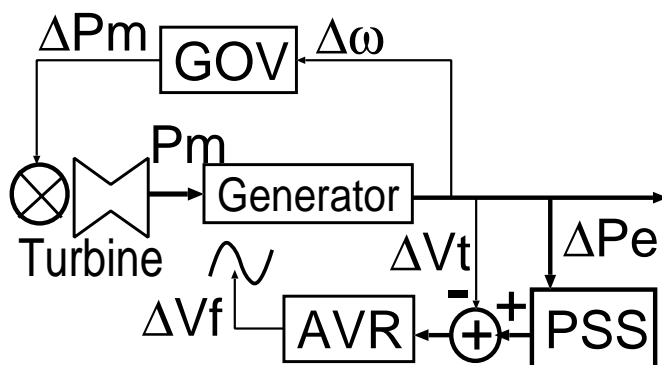 ΔPm
GOV
Δω
Pm
Generator
Turbine
ΔVt
ΔPe
ΔVf
AVR
-
+
+
PSS